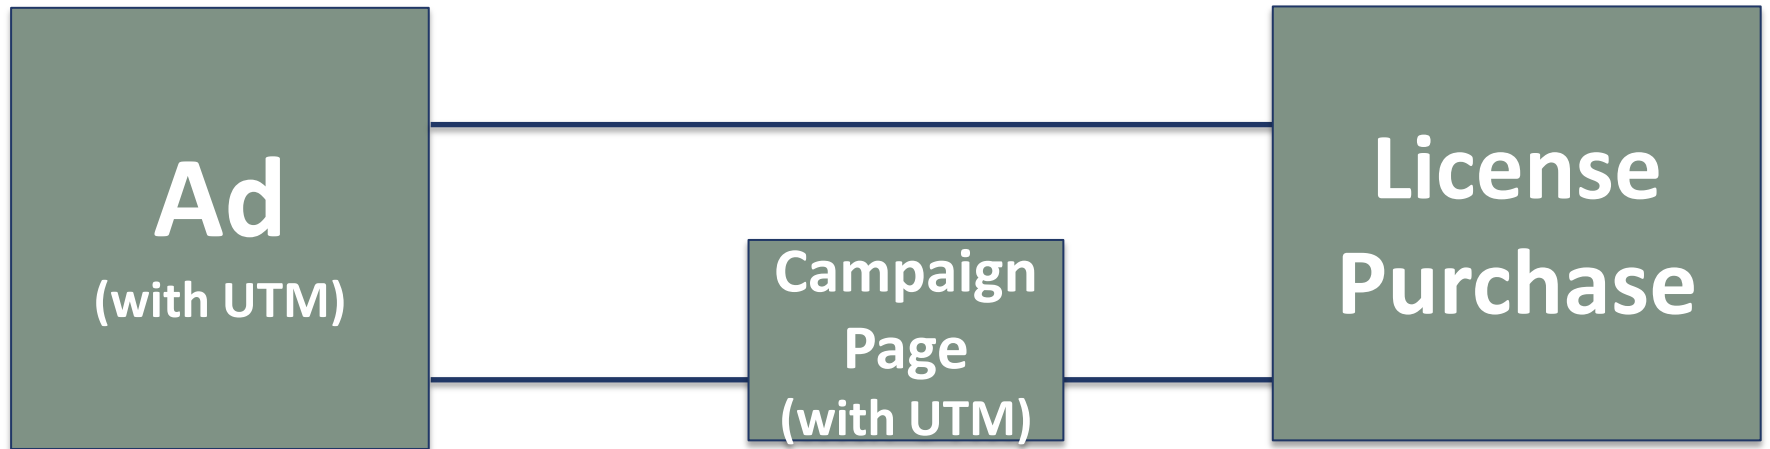 Ad
(with UTM)
Campaign
Page
(with UTM)
License
Purchase